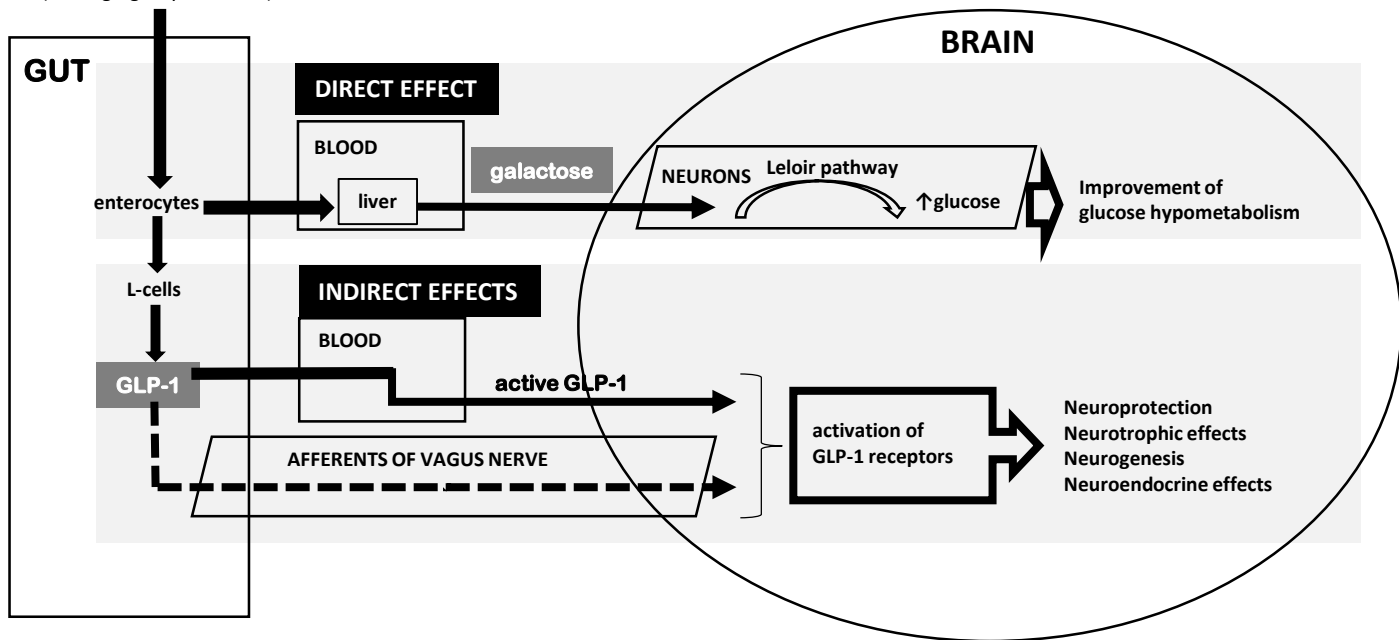 BRAIN
GUT
DIRECT EFFECT
BLOOD
liver
galactose
enterocytes
NEURONS
Leloir pathway
↑glucose
Improvement of
glucose hypometabolism
L-cells
INDIRECT EFFECTS
BLOOD
GLP-1
active GLP-1
AFFERENTS OF VAGUS NERVE
activation of
GLP-1 receptors
Neuroprotection
Neurotrophic effects
Neurogenesis
Neuroendocrine effects